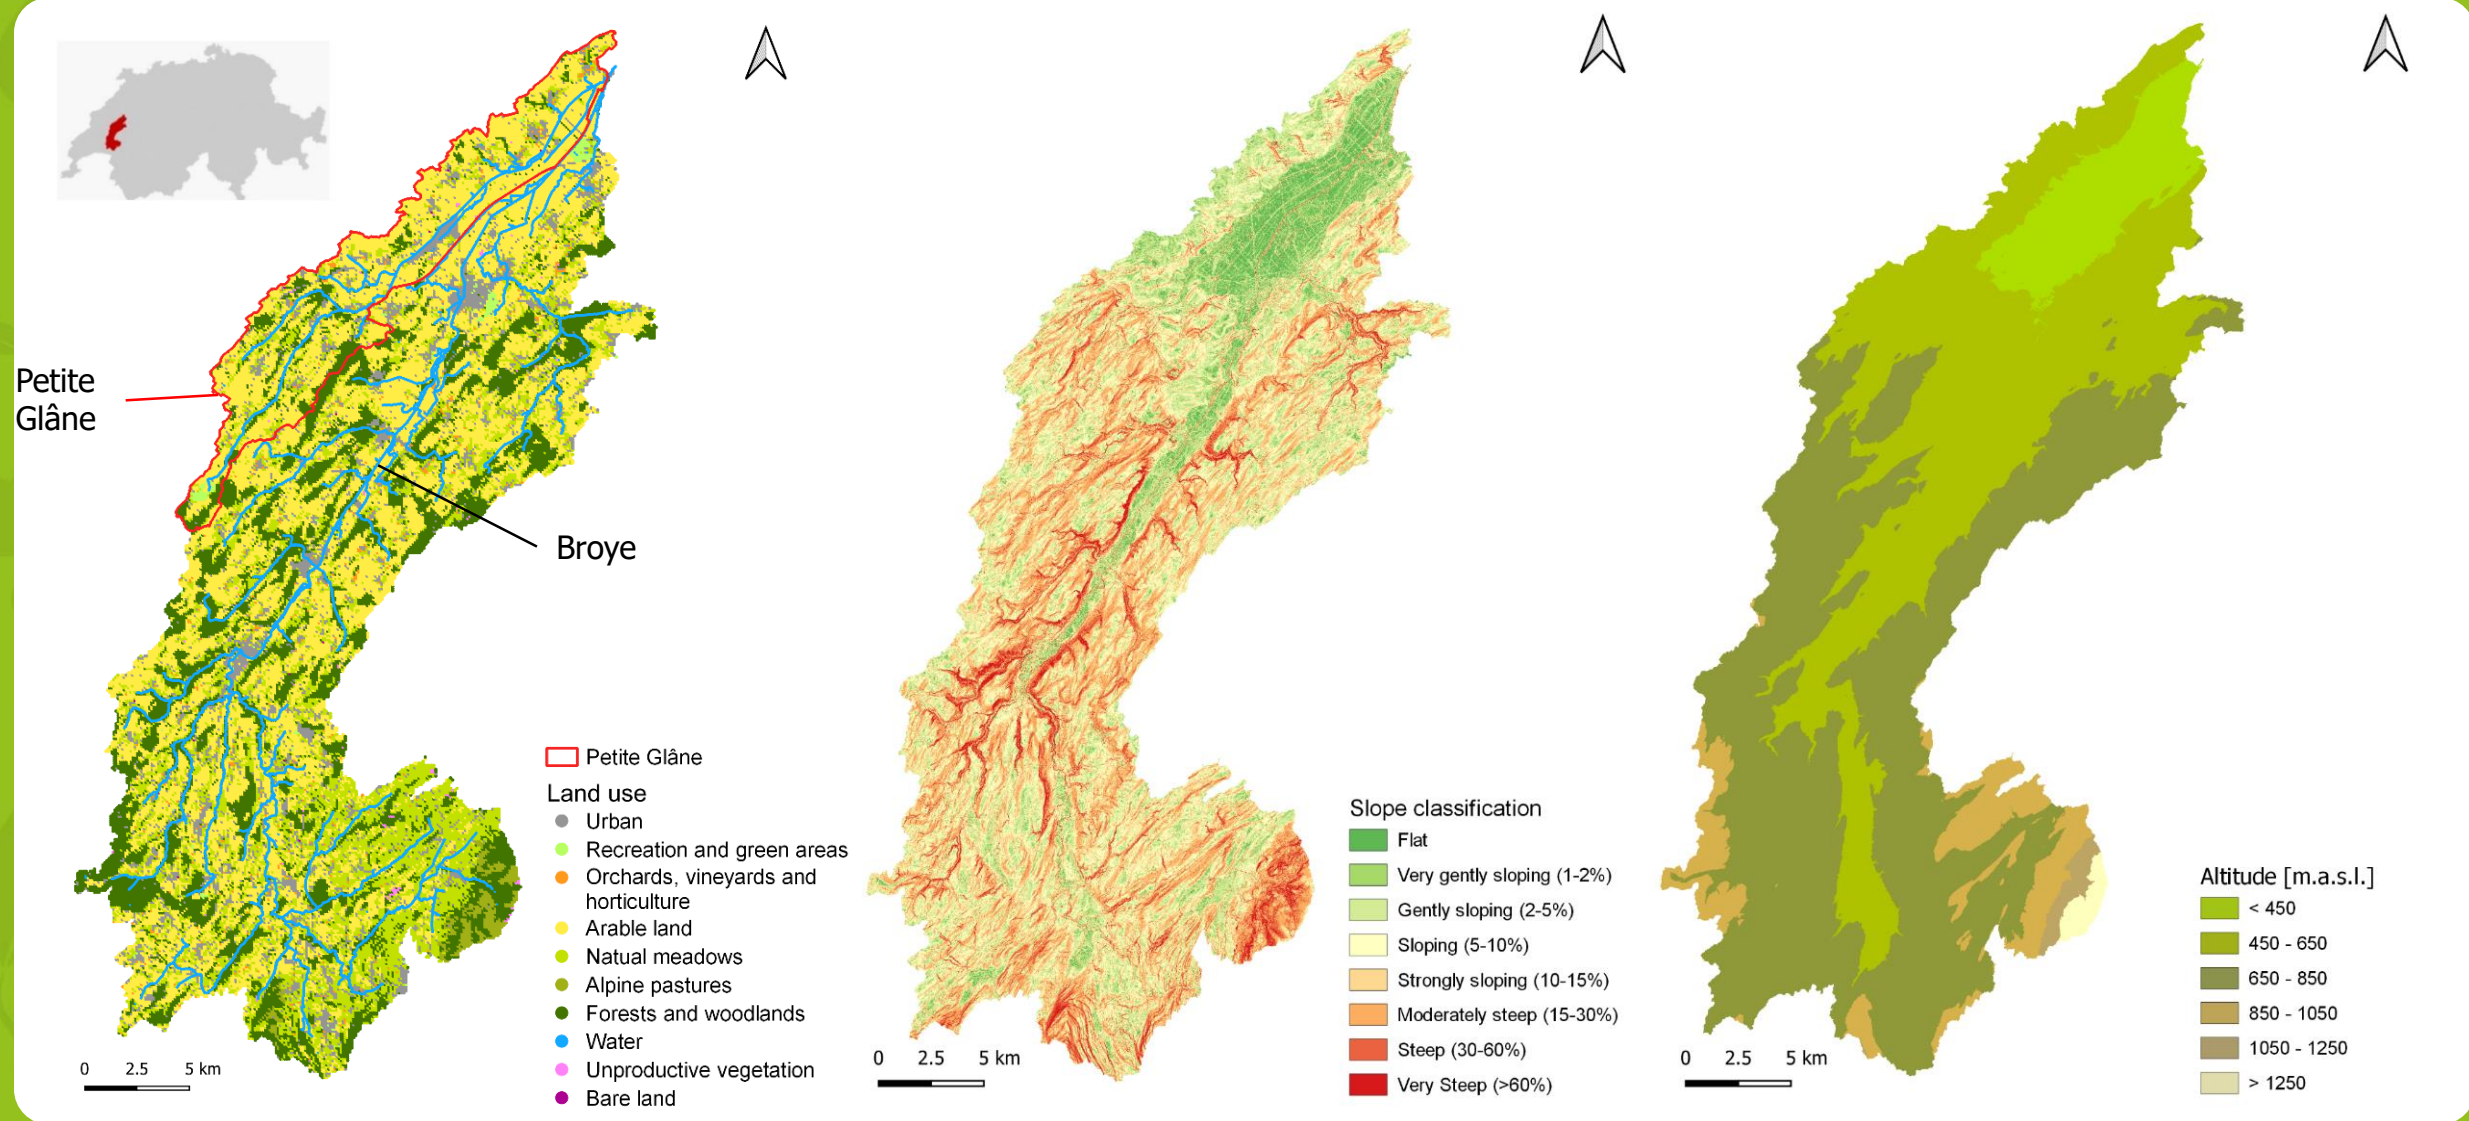 Petite
Glâne
Broye
Petite Glâne
Land use
Urban
Recreation and green areas
Orchards, vineyards and
horticulture
Arable land
Natual meadows
Alpine pastures
Forests and woodlands
Water
Unproductive vegetation
Bare land
0 2.5 5 km
Slope classification
Flat
Very gently sloping (1-2%)
Gently sloping (2-5%)
Sloping (5-10%)
Strongly sloping (10-15%)
Moderately steep (15-30%)
Steep (30-60%)
Very Steep (>60%)
0 2.5 5 km
Altitude [m.a.s.l.]
< 450
450 - 650
650 - 850
850 - 1050
1050 - 1250
> 1250
0 2.5 5 km